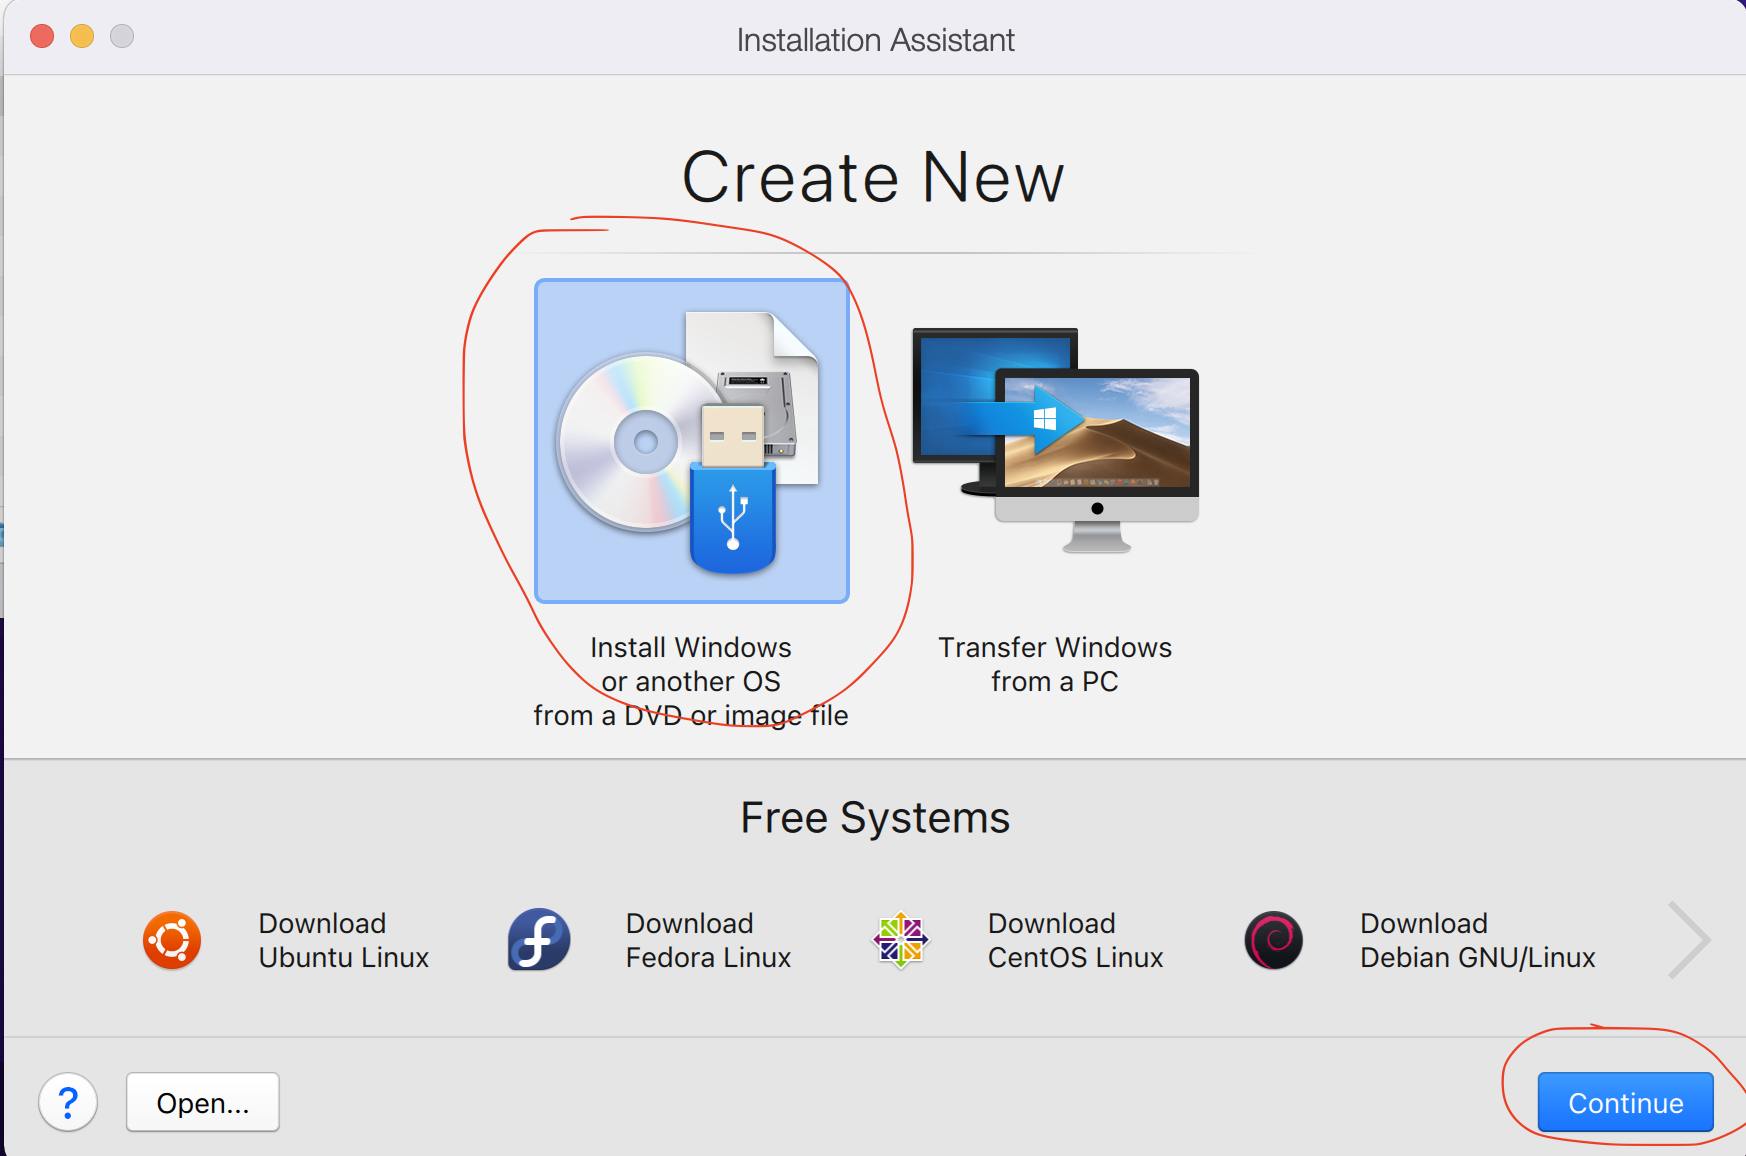 Installation Assistant
Create New
Install Windows
or another OS
from a DVD or image file
Transfer Windows
from a PC
Free Systems
Download
Ubuntu Linux
Download
Fedora Linux
Download
CentOS Linux
Download
Debian GNU/Linux
?
Open...
Continue